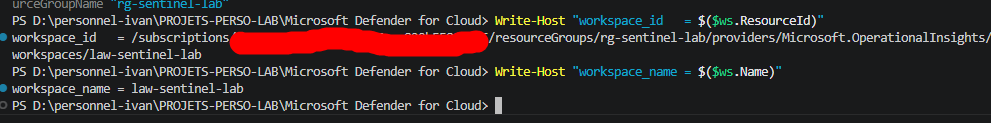 urceGroupName "rg-sentinel-lab"
PS D:\personnel-ivan\PROJETS-PERSO-LAB\Microsoft Defender for Cloud> Write-Host "workspace_id   = $($ws.ResourceId)"
workspace_id   = /subscriptions/ /resourceGroups/rg-sentinel-lab/providers/Microsoft.OperationalInsights/
workspaces/law-sentinel-lab
PS D:\personnel-ivan\PROJETS-PERSO-LAB\Microsoft Defender for Cloud> Write-Host "workspace_name = $($ws.Name)"
workspace_name = law-sentinel-lab
PS D:\personnel-ivan\PROJETS-PERSO-LAB\Microsoft Defender for Cloud>